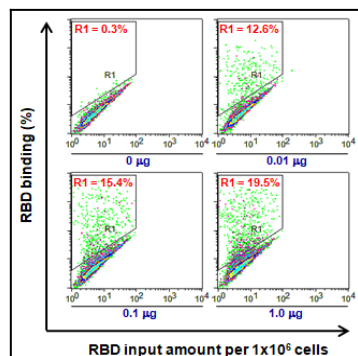 R1 = 0.3%
R1 = 12.6%
R1
R1
10⁰ 10¹ 10² 10³ 10⁴
10⁰ 10¹ 10² 10³ 10⁴
0 µg
0.01 µg
R1 = 15.4%
R1 = 19.5%
R1
R1
10⁰ 10¹ 10² 10³ 10⁴
10⁰ 10¹ 10² 10³ 10⁴
0.1 µg
1.0 µg
RBD binding (%)
RBD input amount per 1x10⁶ cells